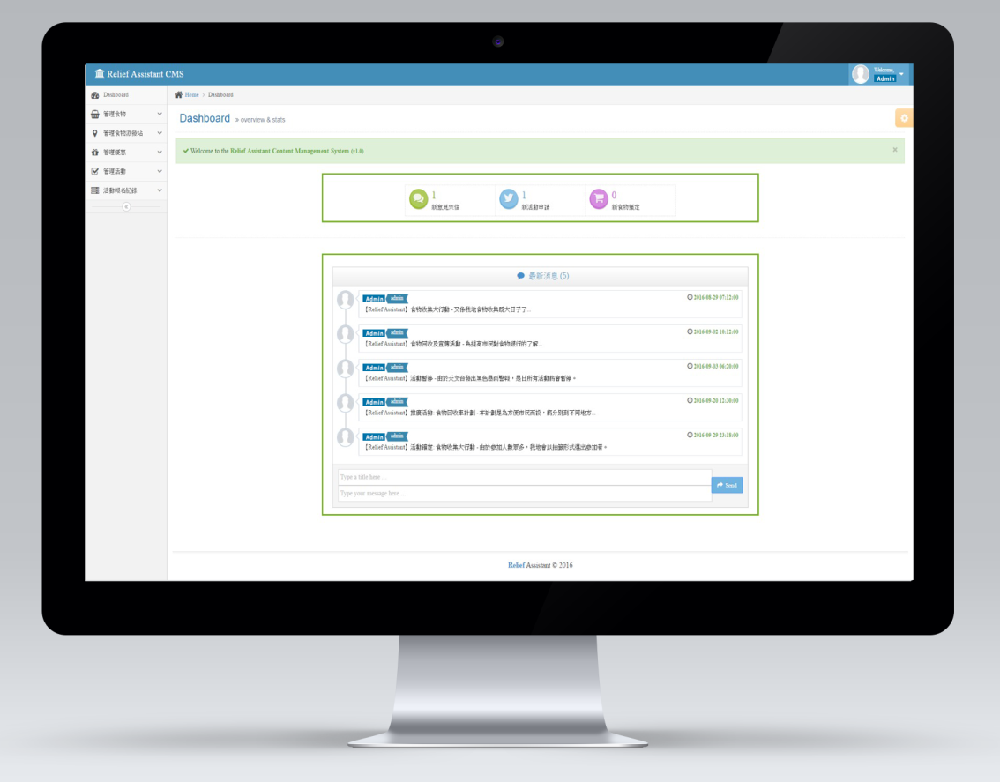 Relief Assistant CMS
Welcome,
Admin
Dashboard
Home > Dashboard
管理食物
管理食物派發站
管理優惠
管理活動
活動報名記錄
Dashboard » overview & stats
Welcome to the Relief Assistant Content Management System (v1.0)
1
新意見來信
1
新活動申請
0
新食物預定
最新消息 (5)
Admin admin 2016-08-29 07:12:00
【Relief Assistant】食物收集大行動 - 又係我地食物收集既大日子了...
Admin admin 2016-09-02 10:12:00
【Relief Assistant】食物回收及宣傳活動 - 為提高市民對食物銀行的了解...
Admin admin 2016-09-03 06:20:00
【Relief Assistant】活動暫停 - 由於天文台發出黑色暴雨警報，是日所有活動將會暫停。
Admin admin 2016-09-20 12:30:00
【Relief Assistant】推廣活動: 食物回收車計劃 - 本計劃是為方便市民而設，將分別到不同地方...
Admin admin 2016-09-29 23:18:00
【Relief Assistant】活動確定: 食物收集大行動 - 由於參加人數眾多，我地會以抽籤形式選出參加者。
Type a title here ...
Type your message here ...
Send
Relief Assistant © 2016